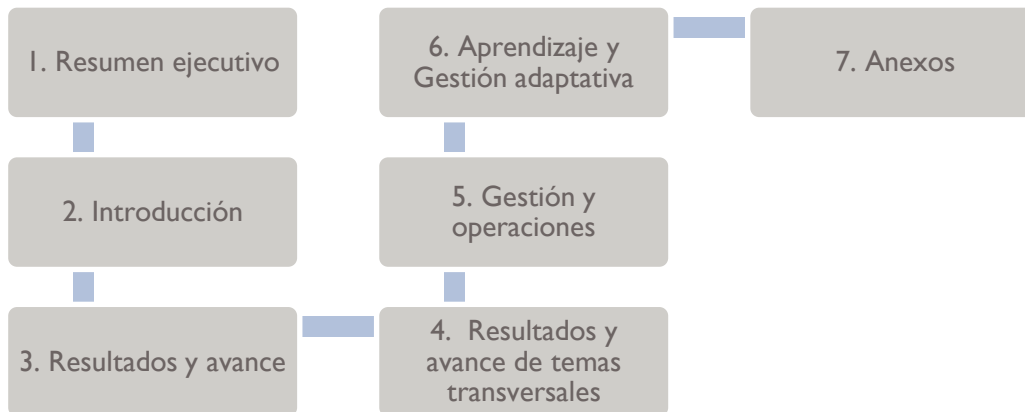 1. Resumen ejecutivo
2. Introducción
3. Resultados y avance
4. Resultados y
avance de temas
transversales
5. Gestión y
operaciones
6. Aprendizaje y
Gestión adaptativa
7. Anexos